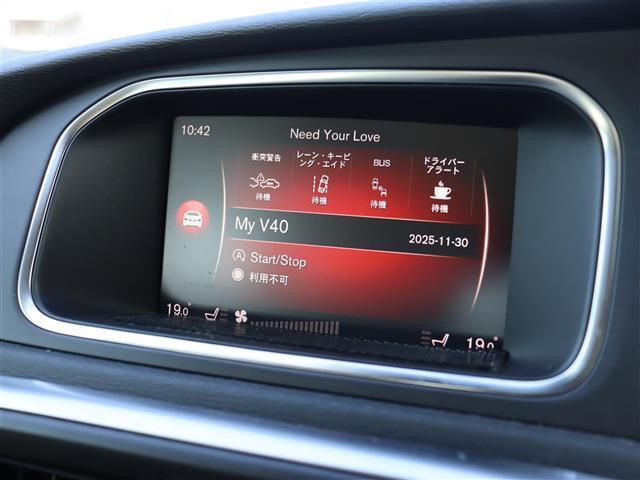 10:42
Need Your Love
衝突警告
レーン・キーピ
ング・エイド
BLIS
ドライバー
アラート
待機
待機
待機
待機
My V40
2025-11-30
A Start/Stop
利用不可
19.0°
19.0°